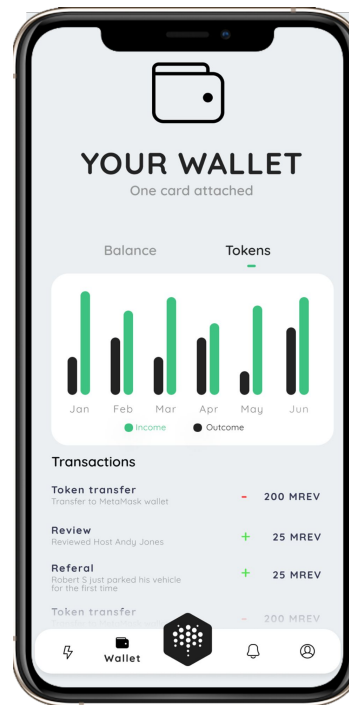 YOUR WALLET
One card attached
Balance Tokens
Jan Feb Mar Apr May Jun
Income Outcome
Transactions
Token transfer
Transfer to MetaMask wallet
- 200 MREV
Review
Reviewed Host Andy Jones
+ 25 MREV
Referal
Robert S just parked his vehicle
for the first time
+ 25 MREV
Token transfer
- 200 MREV
Wallet